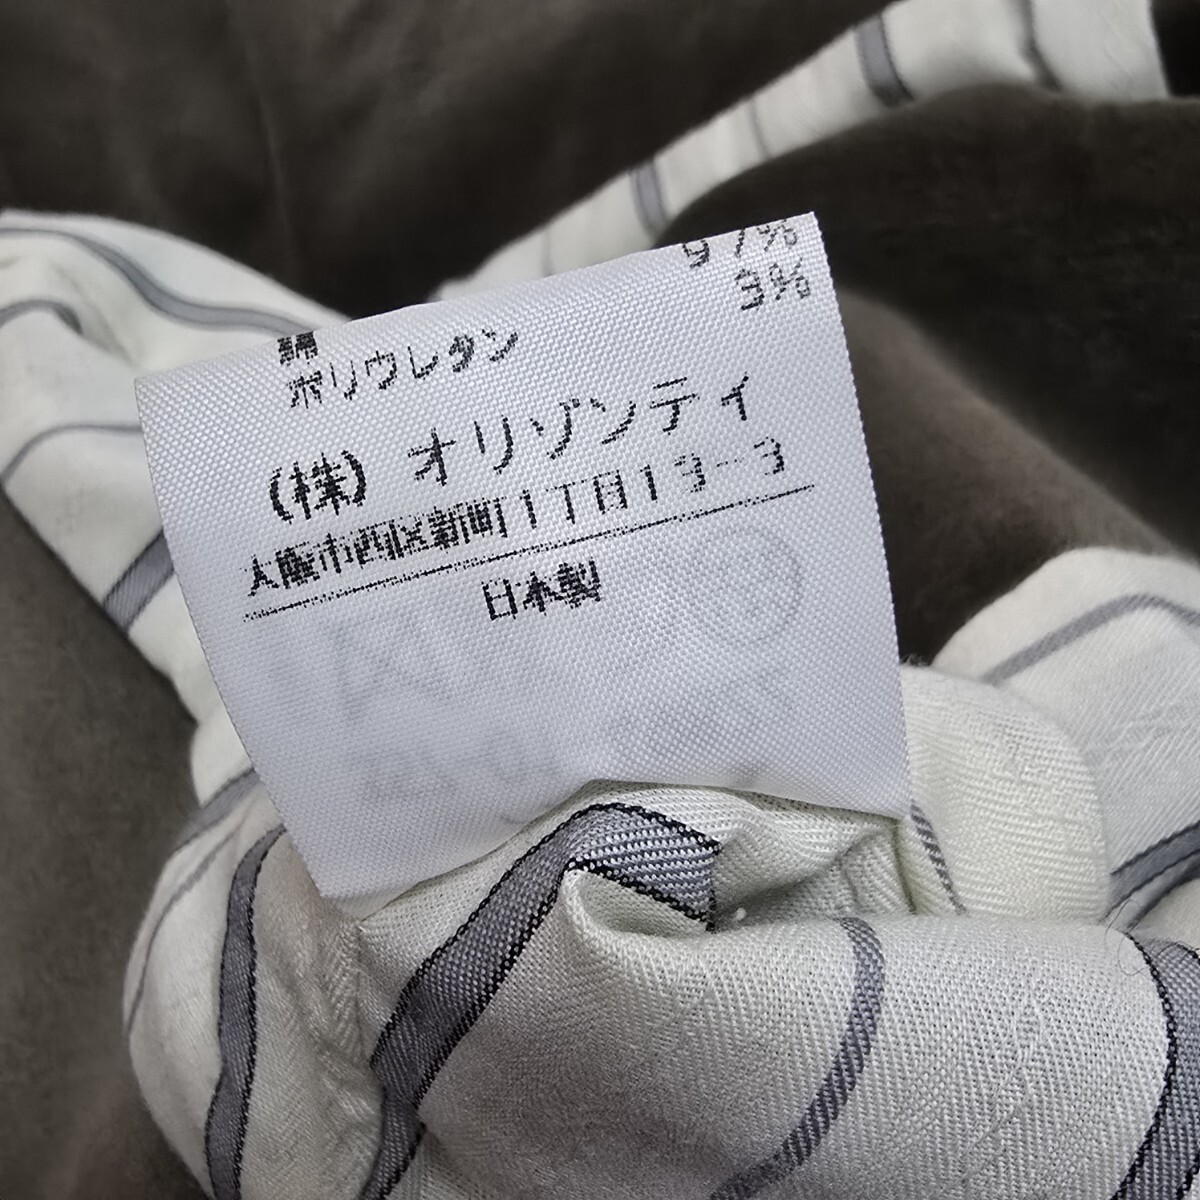 綿 97%
ポリウレタン 3%
(株) オリゾンティ
大阪市西区新町1丁目13-3
日本製